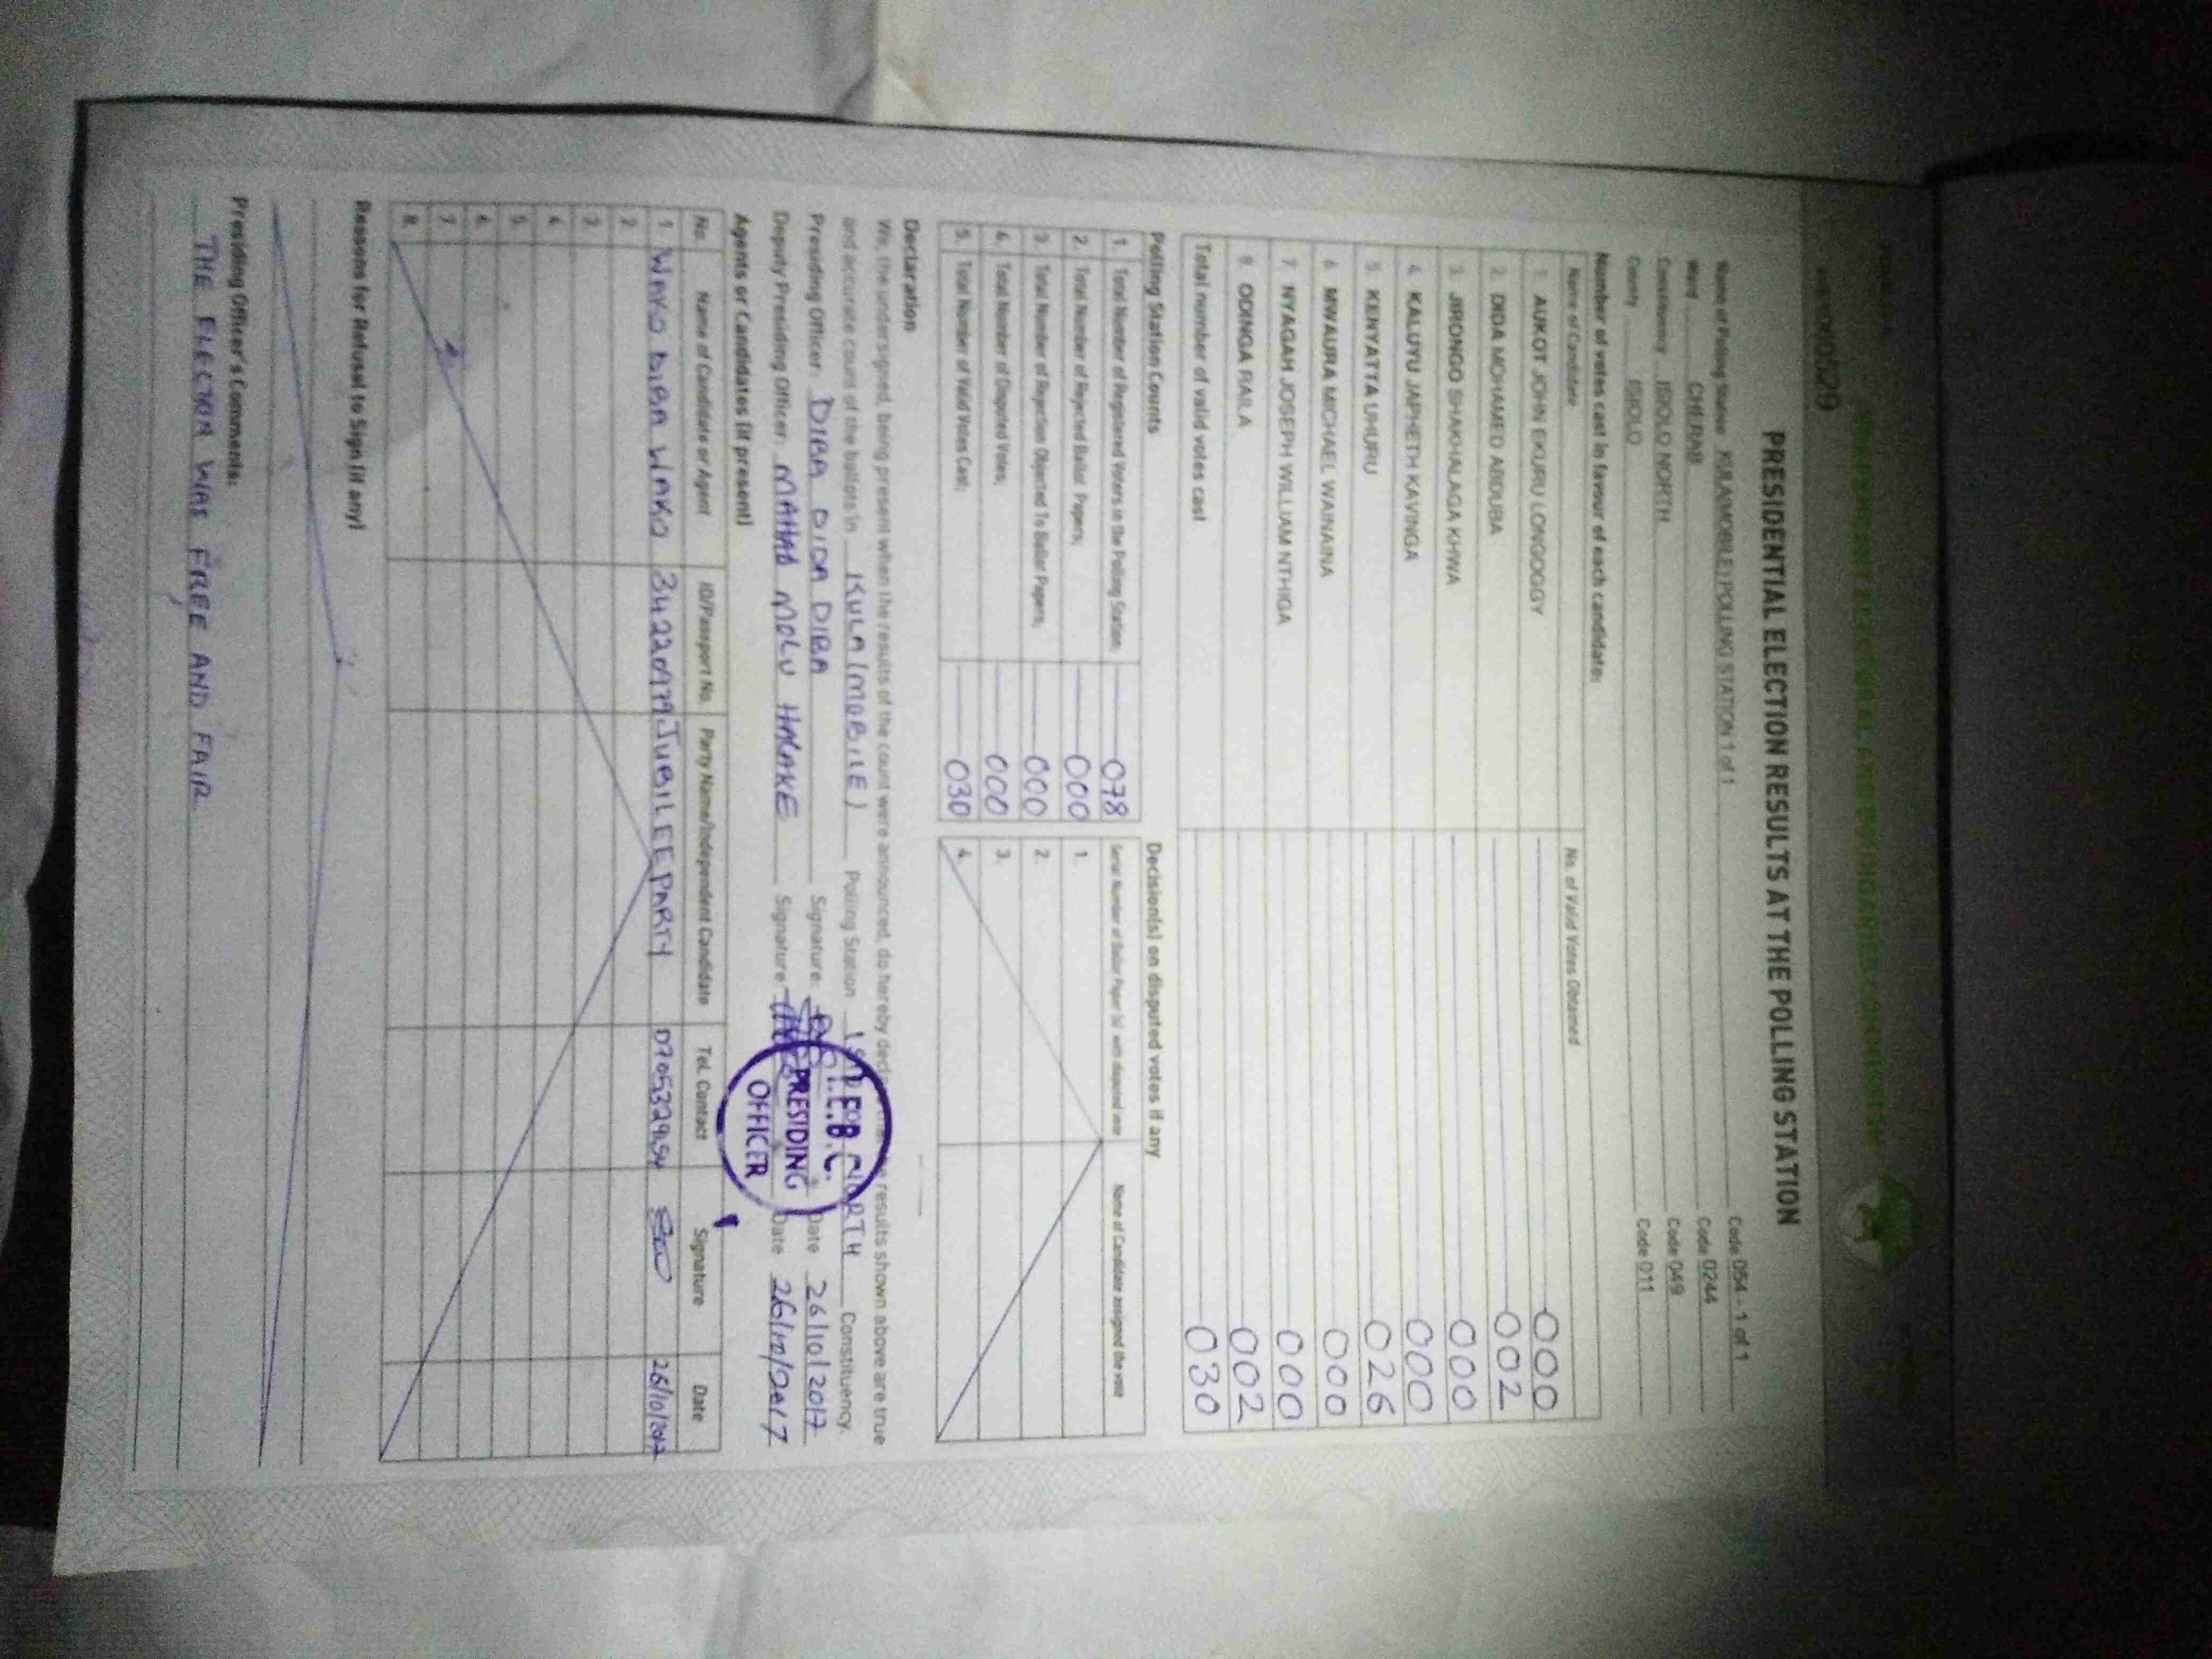 INDEPENDENT ELECTORAL AND BOUNDARIES COMMISSION
PRESIDENTIAL ELECTION RESULTS AT THE POLLING STATION
Name of Polling Station KULA(MOBILE) POLLING STATION 1 of 1 Code 054 - 1 of 1
Ward CHERAB Code 0244
Constituency ISIOLO NORTH Code 049
County ISIOLO Code 011
Number of votes cast in favour of each candidate:
Name of Candidate No. of Valid Votes Obtained
1. AUKOT JOHN EKURU LONGOGGY 000
2. DIDA MOHAMED ABDUBA 002
3. JIRONGO SHAKHALAGA KHWA 000
4. KALUYU JAPHETH KAVINGA 000
5. KENYATTA UHURU 026
6. MWAURA MICHAEL WAINAINA 000
7. NYAGAH JOSEPH WILLIAM NTHIGA 000
8. ODINGA RAILA 002
Total number of valid votes cast 030
Polling Station Counts
1. Total Number of Registered Voters in the Polling Station; 078
2. Total Number of Rejected Ballot Papers; 000
3. Total Number of Rejection Objected To Ballot Papers; 000
4. Total Number of Disputed Votes; 000
5. Total Number of Valid Votes Cast; 030
Decision(s) on disputed votes if any
Serial Number of Ballot Paper (s) with disputed vote Name of Candidate assigned the vote
1.
2.
3.
4.
Declaration
We, the undersigned, being present when the results of the count were announced, do hereby results shown above are true
and accurate count of the ballots in KULA (MOBILE) Polling Station NORTH Constituency.
Presiding Officer: DIBA DIDA DIBA Signature: Date 26/10/2017
Deputy Presiding Officer: MAHAD MOLU HALAKE Signature Date 26/10/2017
I.E.B.C.
PRESIDING
OFFICER
Agents or Candidates (if present)
No. Name of Candidate or Agent ID/Passport No. Party Name/Independent Candidate Tel. Contact Signature Date
1 WAKO DIBA WAKO JUBILEE PARTY 0705329154 26/10/2017
2
3
4
5
6
7
8
Reasons for Refusal to Sign (if any)
Presiding Officer's Comments:
THE ELECTION WAS FREE AND FAIR